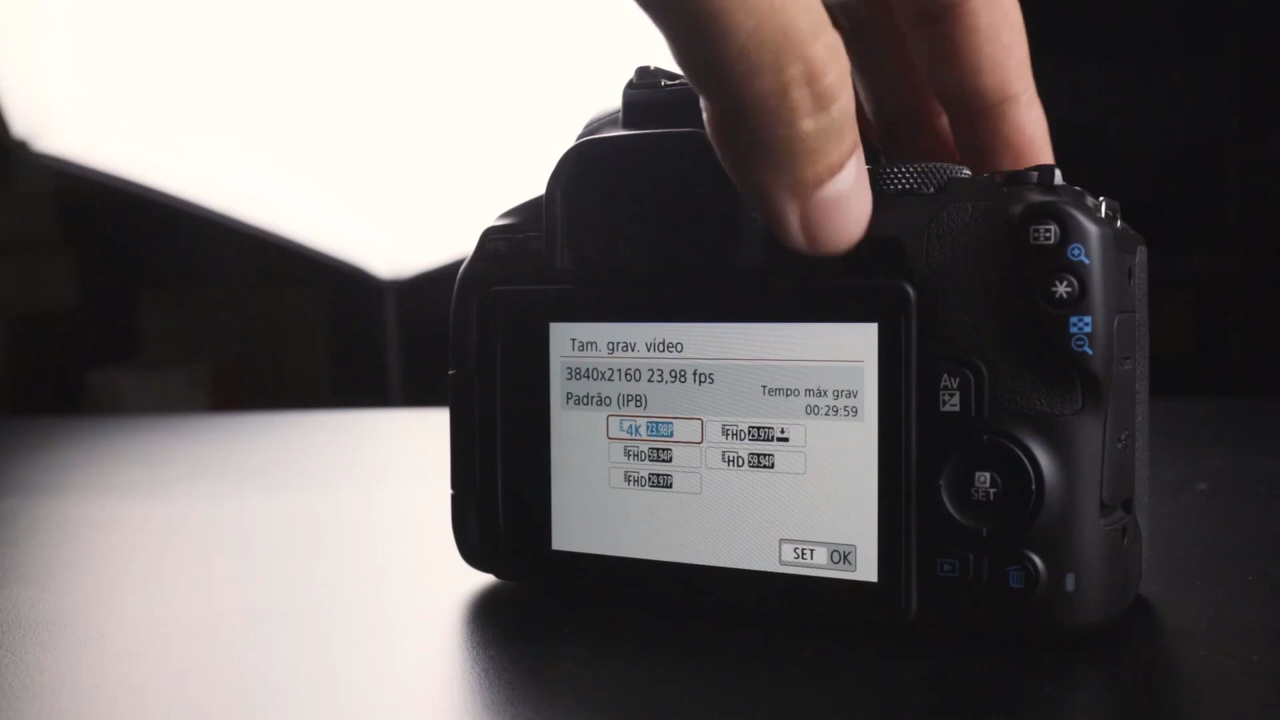 Tam. grav. vídeo
3840x2160 23,98 fps
Padrão (IPB)
Tempo máx grav
00:29:59
4K 23.98P
FHD 29.97P
FHD 59.94P
HD 59.94P
FHD 29.97P
SET OK
Av
Q
SET